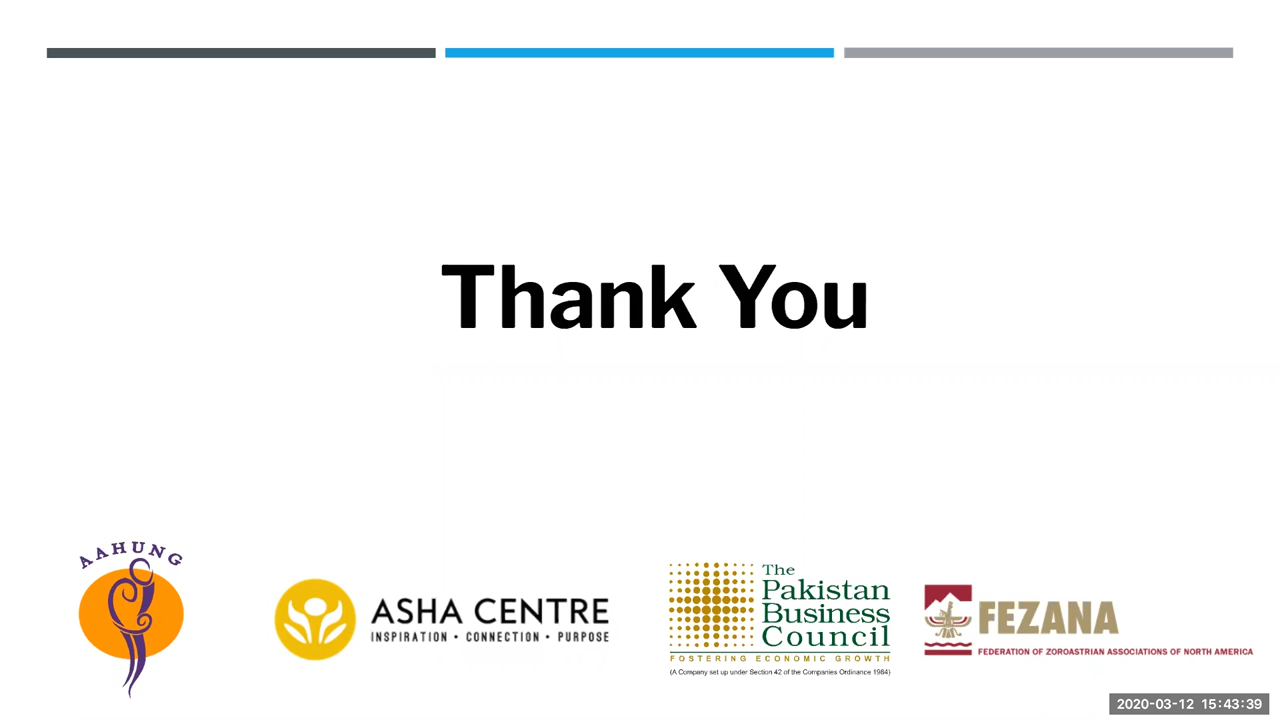 Thank You
AAHUNG
ASHA CENTRE
INSPIRATION • CONNECTION • PURPOSE
The
Pakistan
Business
Council
FOSTERING ECONOMIC GROWTH
(A Company set up under Section 42 of the Companies Ordinance 1984)
FEZANA
FEDERATION OF ZOROASTRIAN ASSOCIATIONS OF NORTH AMERICA
2020-03-12 15:43:39